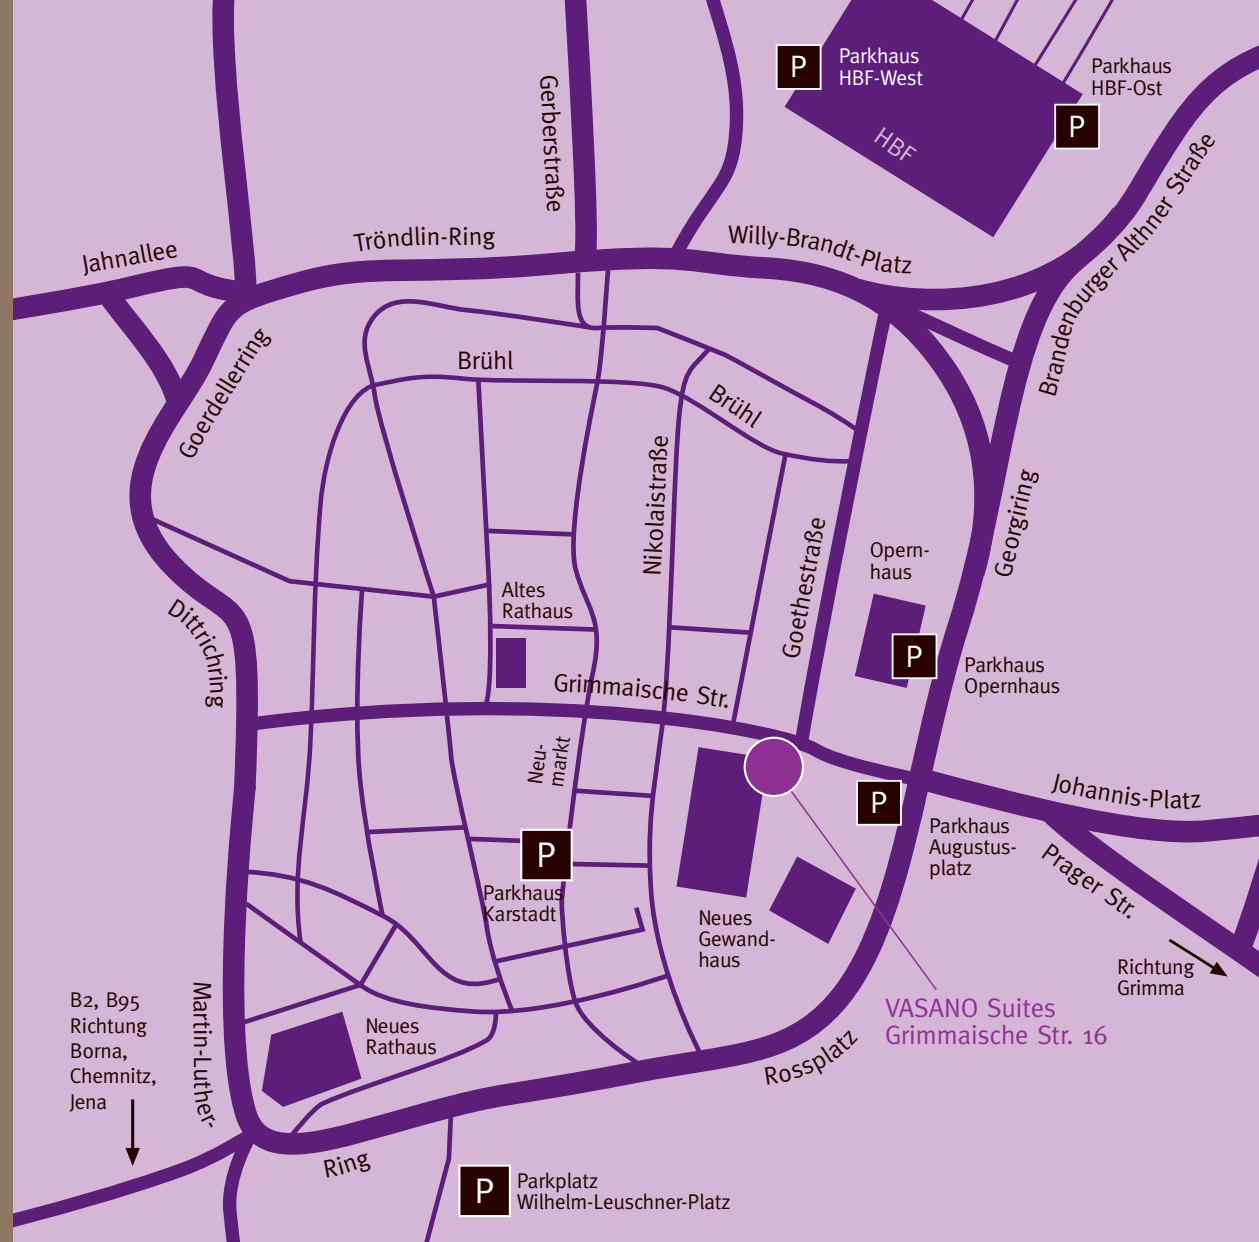 P
Parkhaus
HBF-West
Parkhaus
HBF-Ost
P
HBF
Gerberstraße
Jahnallee
Tröndlin-Ring
Willy-Brandt-Platz
Brandenburger Althner Straße
Goerdellerring
Brühl
Brühl
Nikolaistraße
Goethestraße
Georgiring
Opern-
haus
P
Parkhaus
Opernhaus
Altes
Rathaus
Dittrichring
Grimmaische Str.
Neu-
markt
P
Parkhaus
Karstadt
P
Parkhaus
Augustus-
platz
Johannis-Platz
Prager Str.
Richtung
Grimma
Neues
Gewand-
haus
VASANO Suites
Grimmaische Str. 16
Rossplatz
B2, B95
Richtung
Borna,
Chemnitz,
Jena
Martin-Luther-
Ring
Neues
Rathaus
P
Parkplatz
Wilhelm-Leuschner-Platz